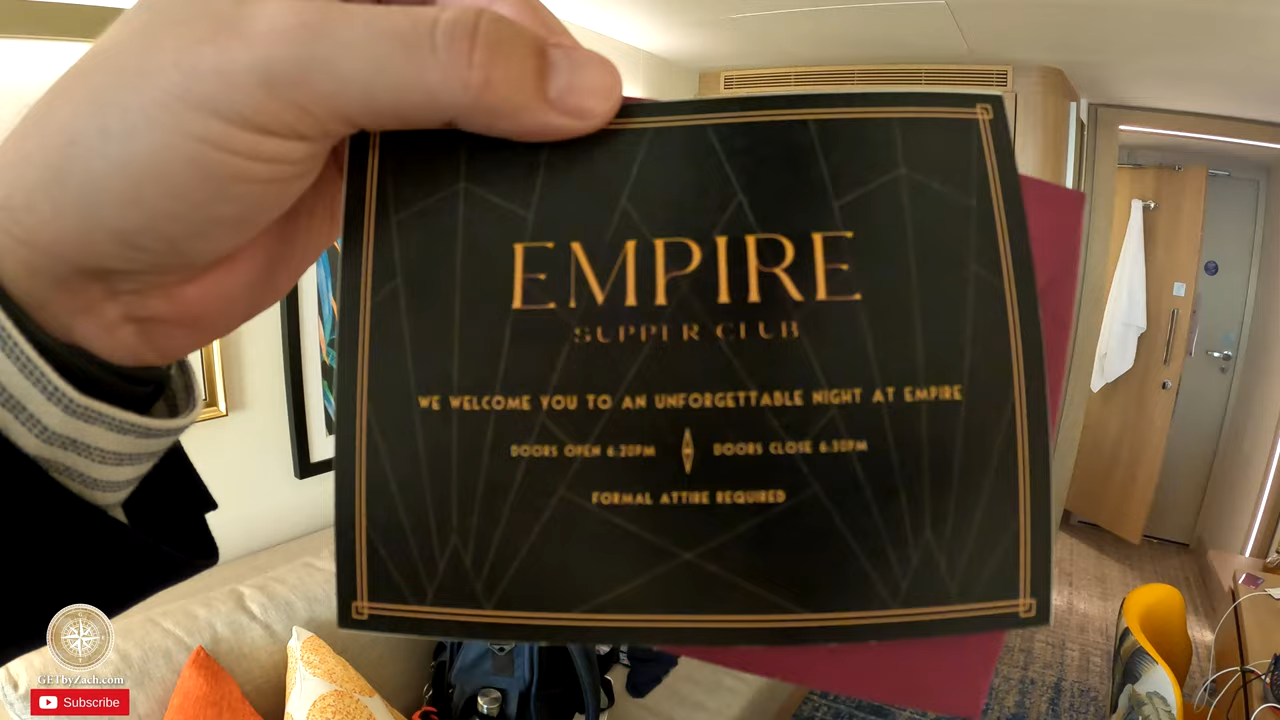 EMPIRE
SUPPER CLUB
WE WELCOME YOU TO AN UNFORGETTABLE NIGHT AT EMPIRE
DOORS OPEN 6:20PM DOORS CLOSE 6:30PM
FORMAL ATTIRE REQUIRED
GETbyZach.com
Subscribe